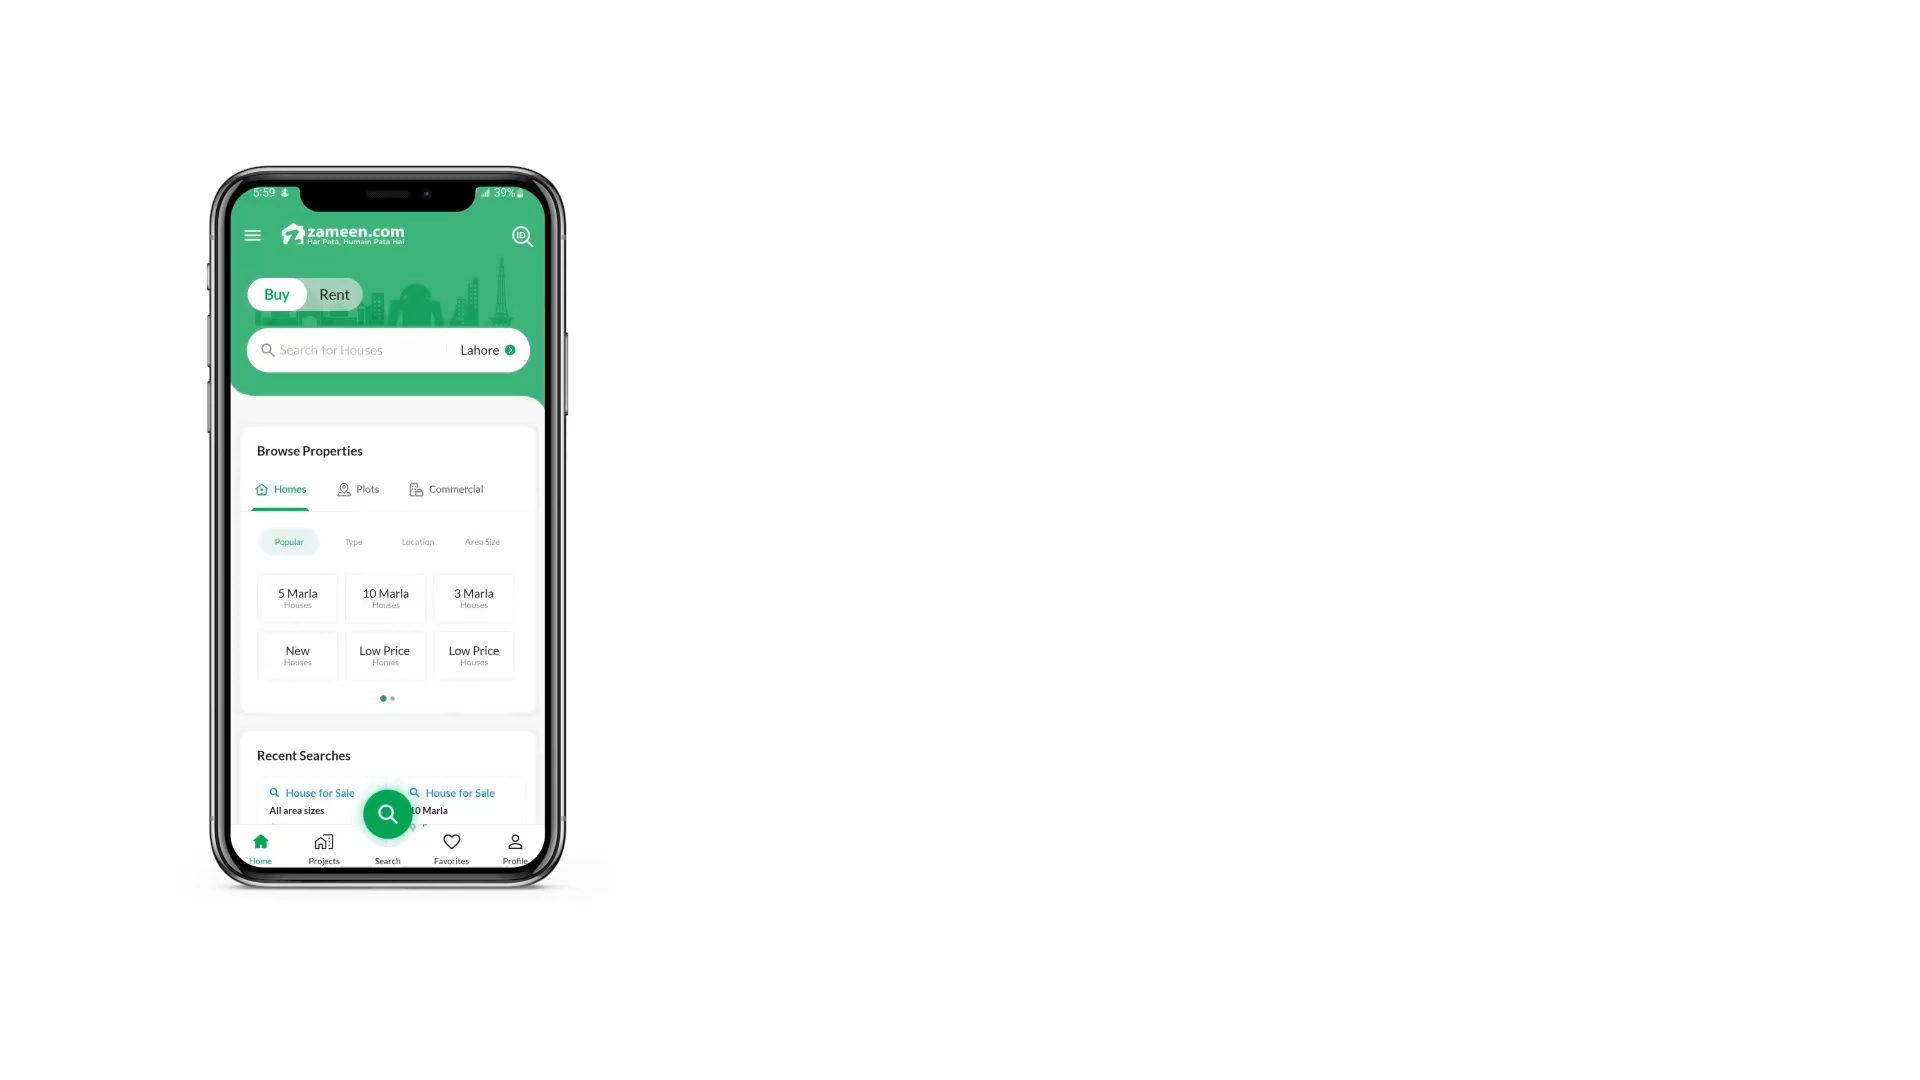 5:59
39%
zameen.com
Har Pata, Humain Pata Hai
ID
Buy Rent
Search for Houses Lahore
Browse Properties
Homes Plots Commercial
Popular Type Location Area Size
5 Marla 10 Marla 3 Marla
Houses Houses Houses
New Low Price Low Price
Houses Homes Houses
Recent Searches
House for Sale House for Sale
All area sizes 10 Marla
Home Projects Search Favorites Profile